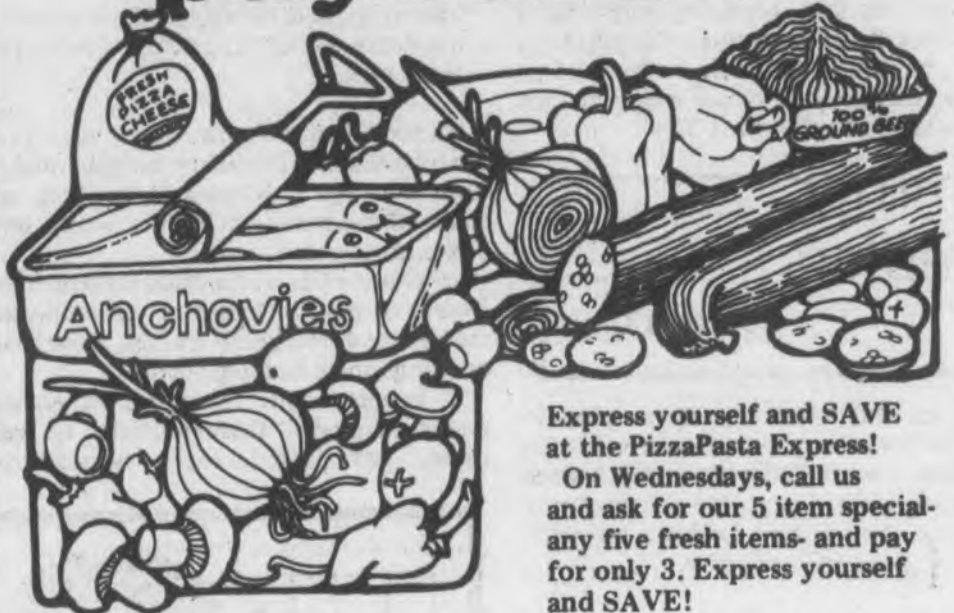 FRESH
PIZZA
CHEESE
100%
GROUND BEEF
Anchovies
Express yourself and SAVE
at the PizzaPasta Express!
On Wednesdays, call us
and ask for our 5 item special-
any five fresh items- and pay
for only 3. Express yourself
and SAVE!